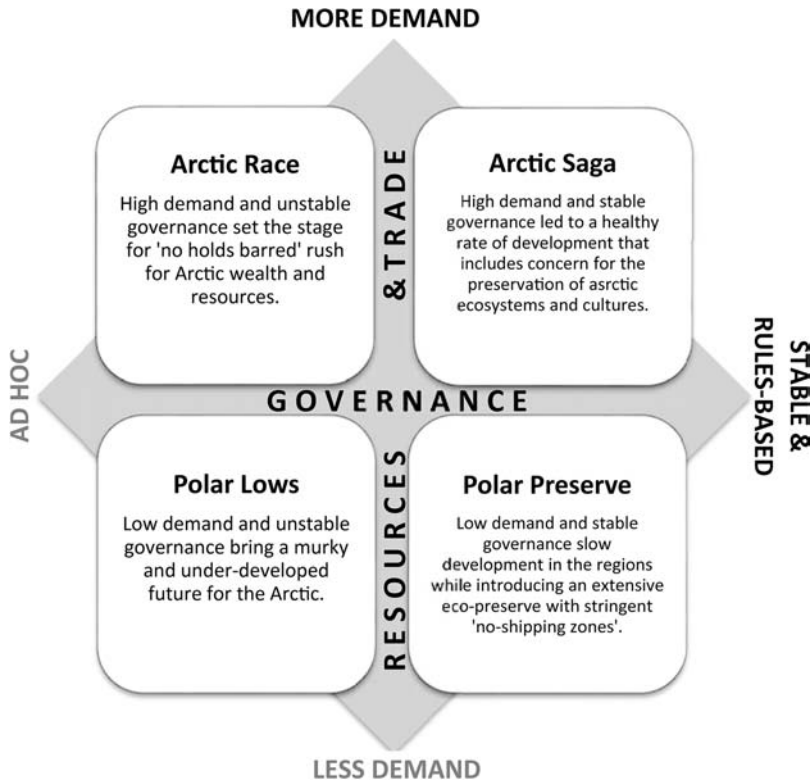 MORE DEMAND
Arctic Race
High demand and unstable
governance set the stage
for 'no holds barred' rush
for Arctic wealth and
resources.
Arctic Saga
High demand and stable
governance led to a healthy
rate of development that
includes concern for the
preservation of asrctic
ecosystems and cultures.
AD HOC
GOVERNANCE
STABLE &
RULES-BASED
RESOURCES
&TRADE
Polar Lows
Low demand and unstable
governance bring a murky
and under-developed
future for the Arctic.
Polar Preserve
Low demand and stable
governance slow
development in the regions
while introducing an extensive
eco-preserve with stringent
'no-shipping zones'.
LESS DEMAND